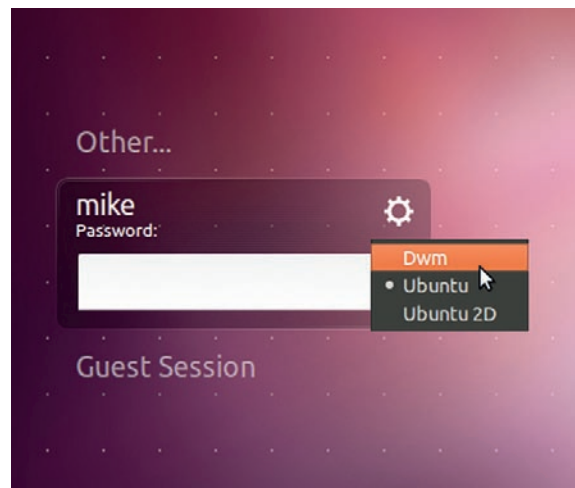 Other...
mike
Password:
Dwm
Ubuntu
Ubuntu 2D
Guest Session